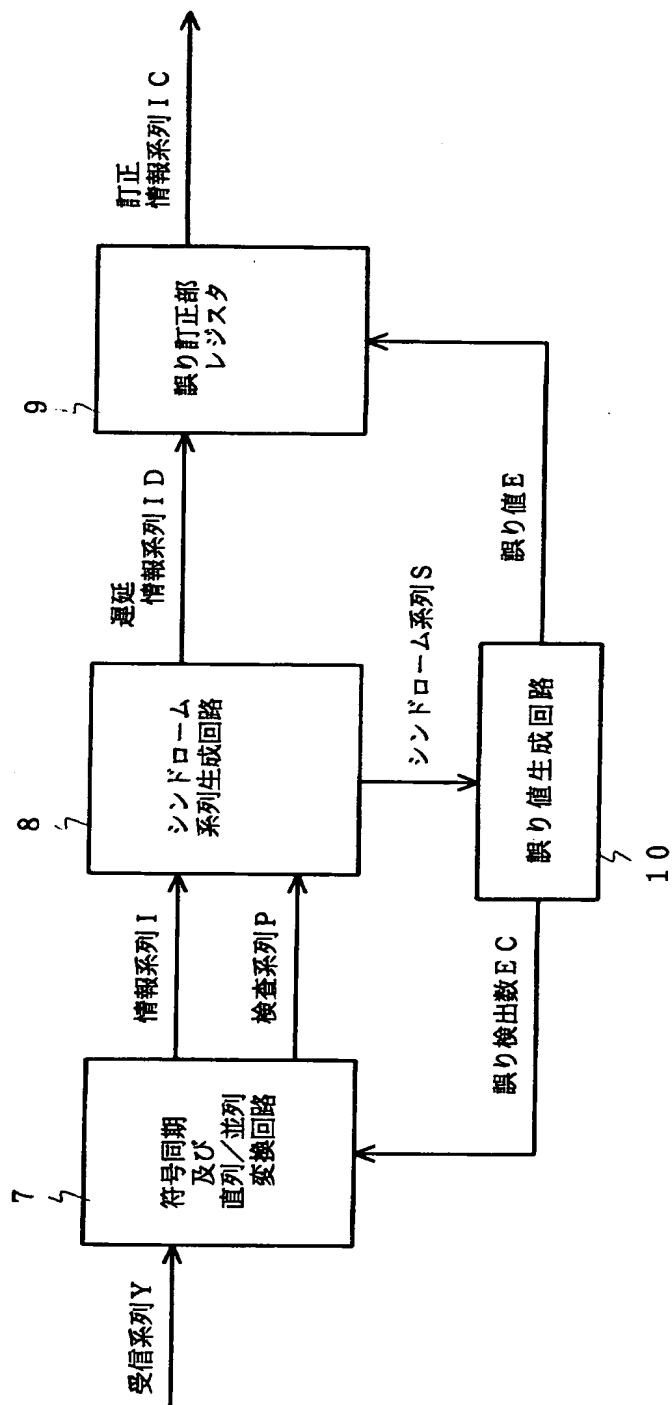 受信系列Y
7
符号同期
及び
直列／並列
変換回路
情報系列I
検査系列P
8
シンドローム
系列生成回路
遅延
情報系列ID
9
誤り訂正部
レジスタ
訂正
情報系列IC
シンドローム系列S
誤り検出数EC
誤り値生成回路
10
誤り値E